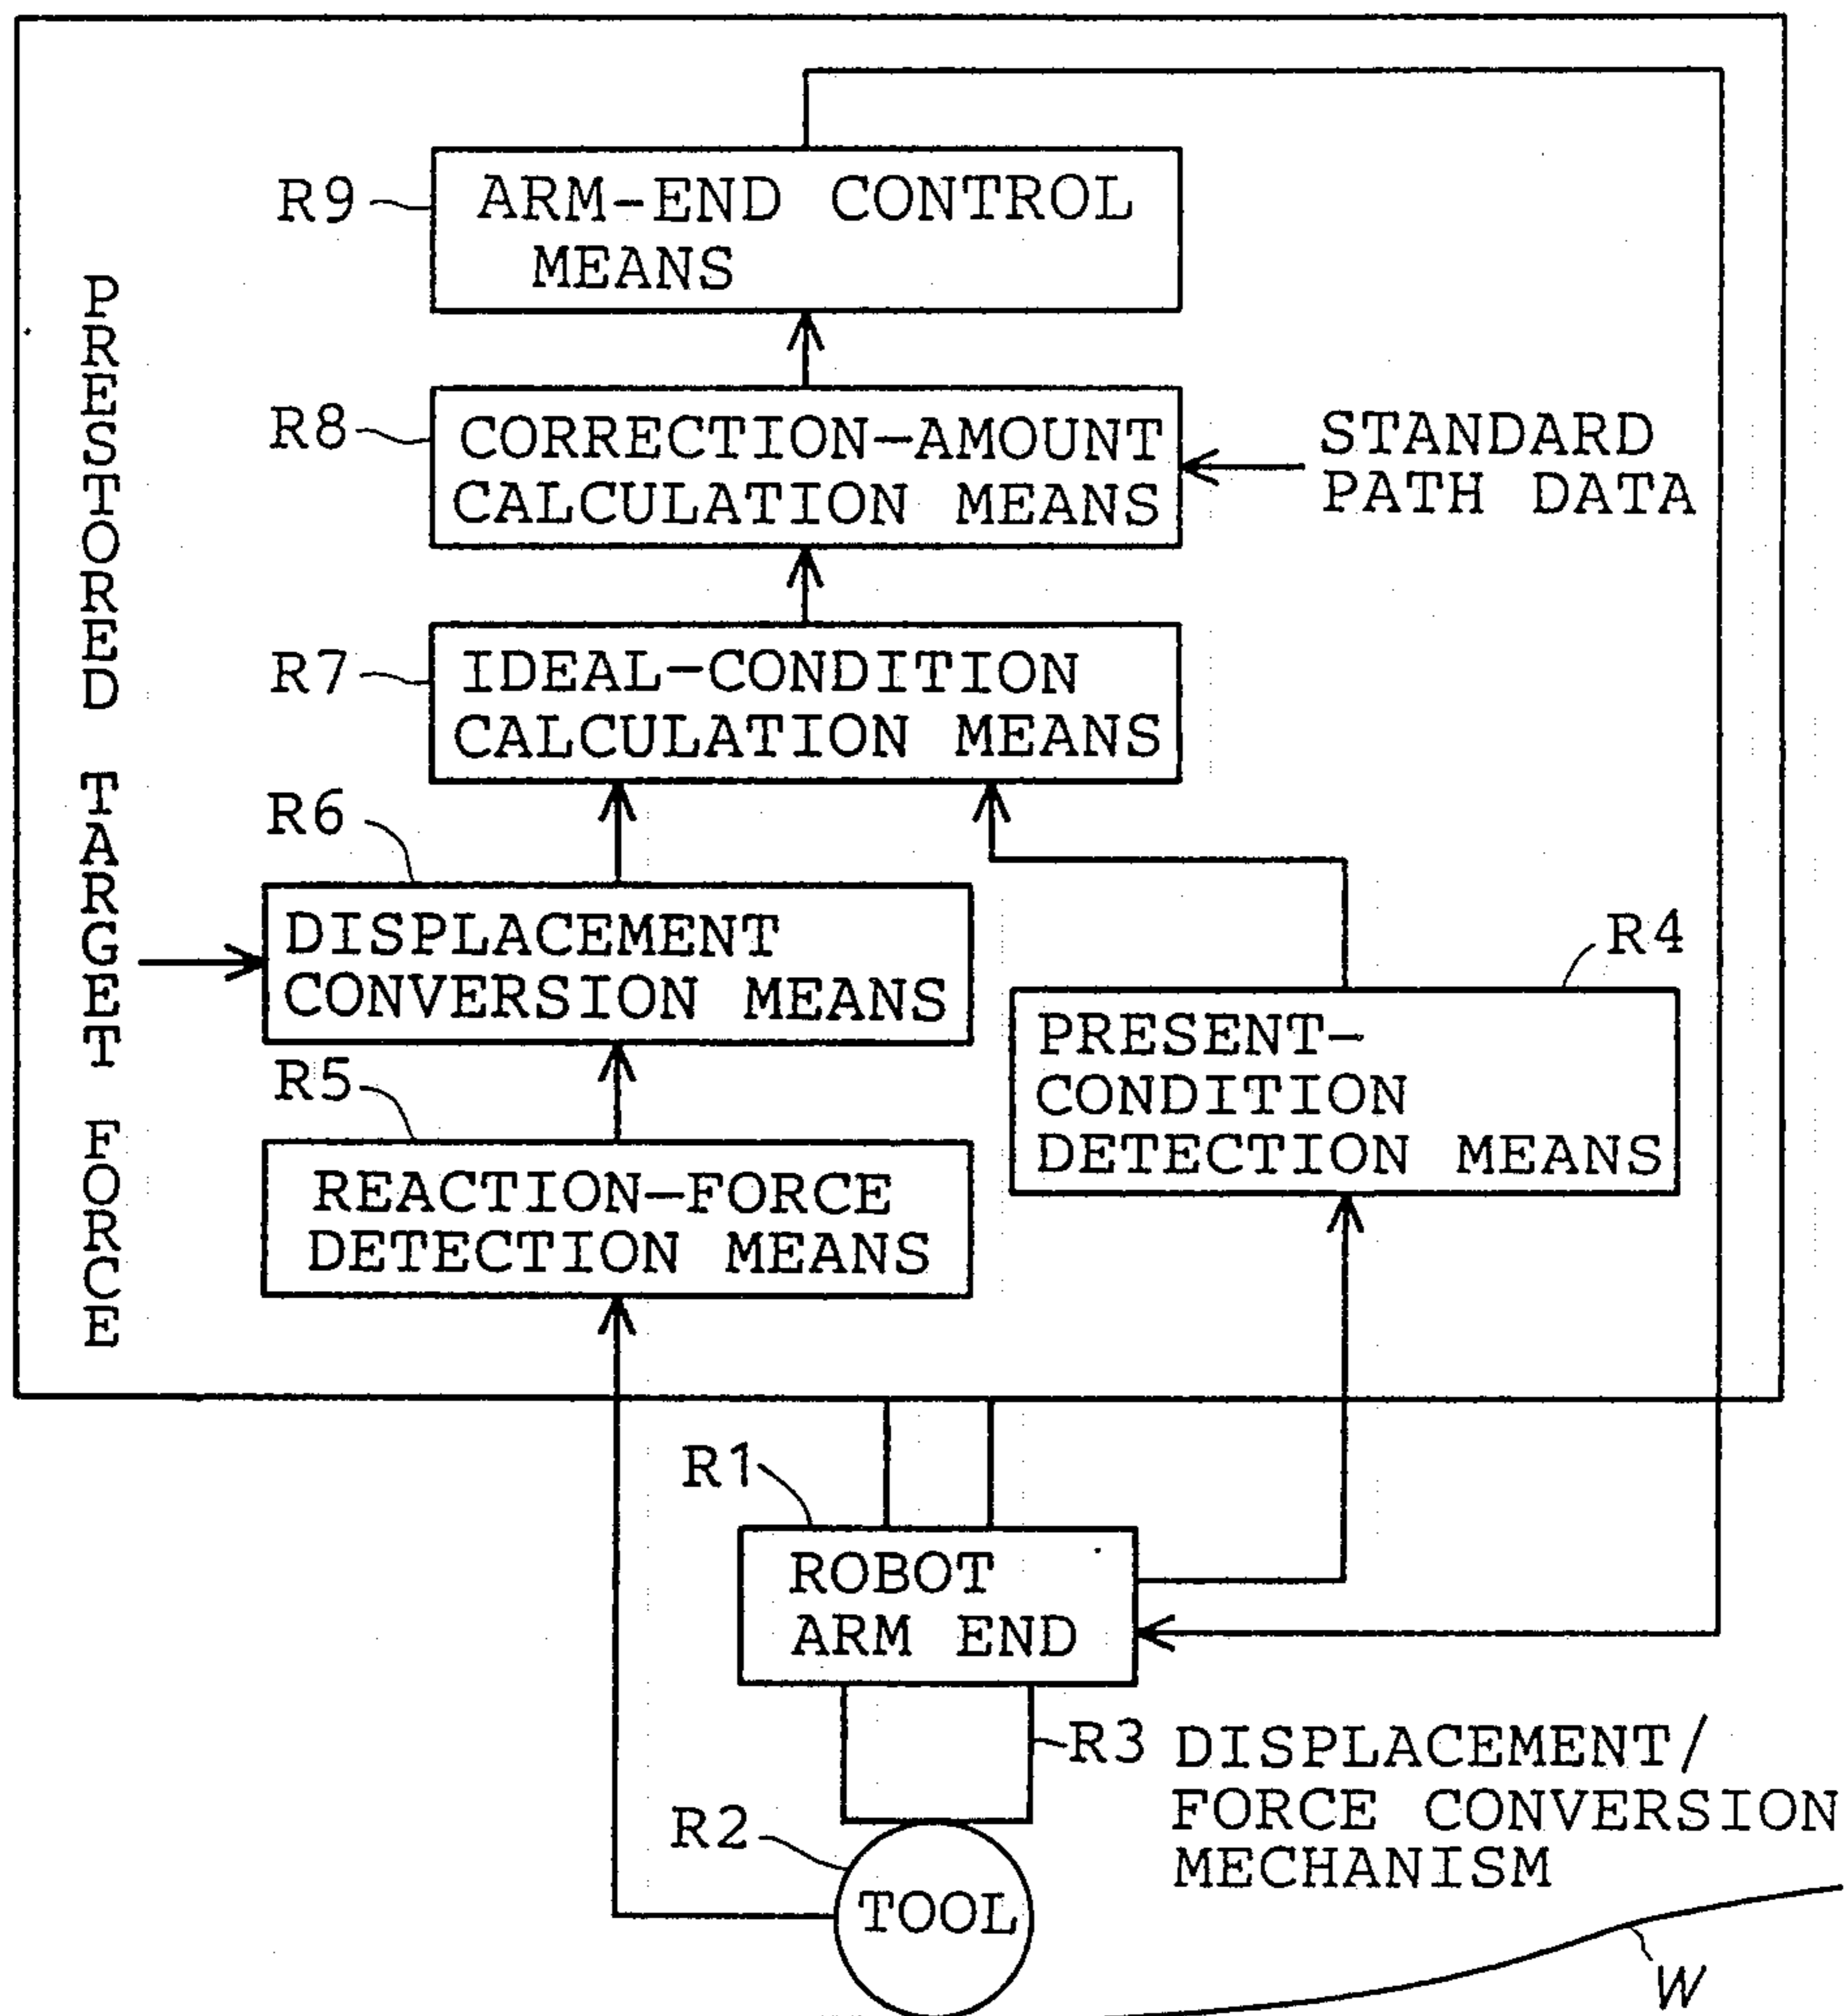 R9
ARM-END CONTROL
MEANS
R8
CORRECTION-AMOUNT
CALCULATION MEANS
STANDARD
PATH DATA
R7
IDEAL-CONDITION
CALCULATION MEANS
PRESTORED TARGET FORCE
R6
DISPLACEMENT
CONVERSION MEANS
R4
PRESENT-
CONDITION
DETECTION MEANS
R5
REACTION-FORCE
DETECTION MEANS
R1
ROBOT
ARM END
R3 DISPLACEMENT/
FORCE CONVERSION
MECHANISM
R2
TOOL
W